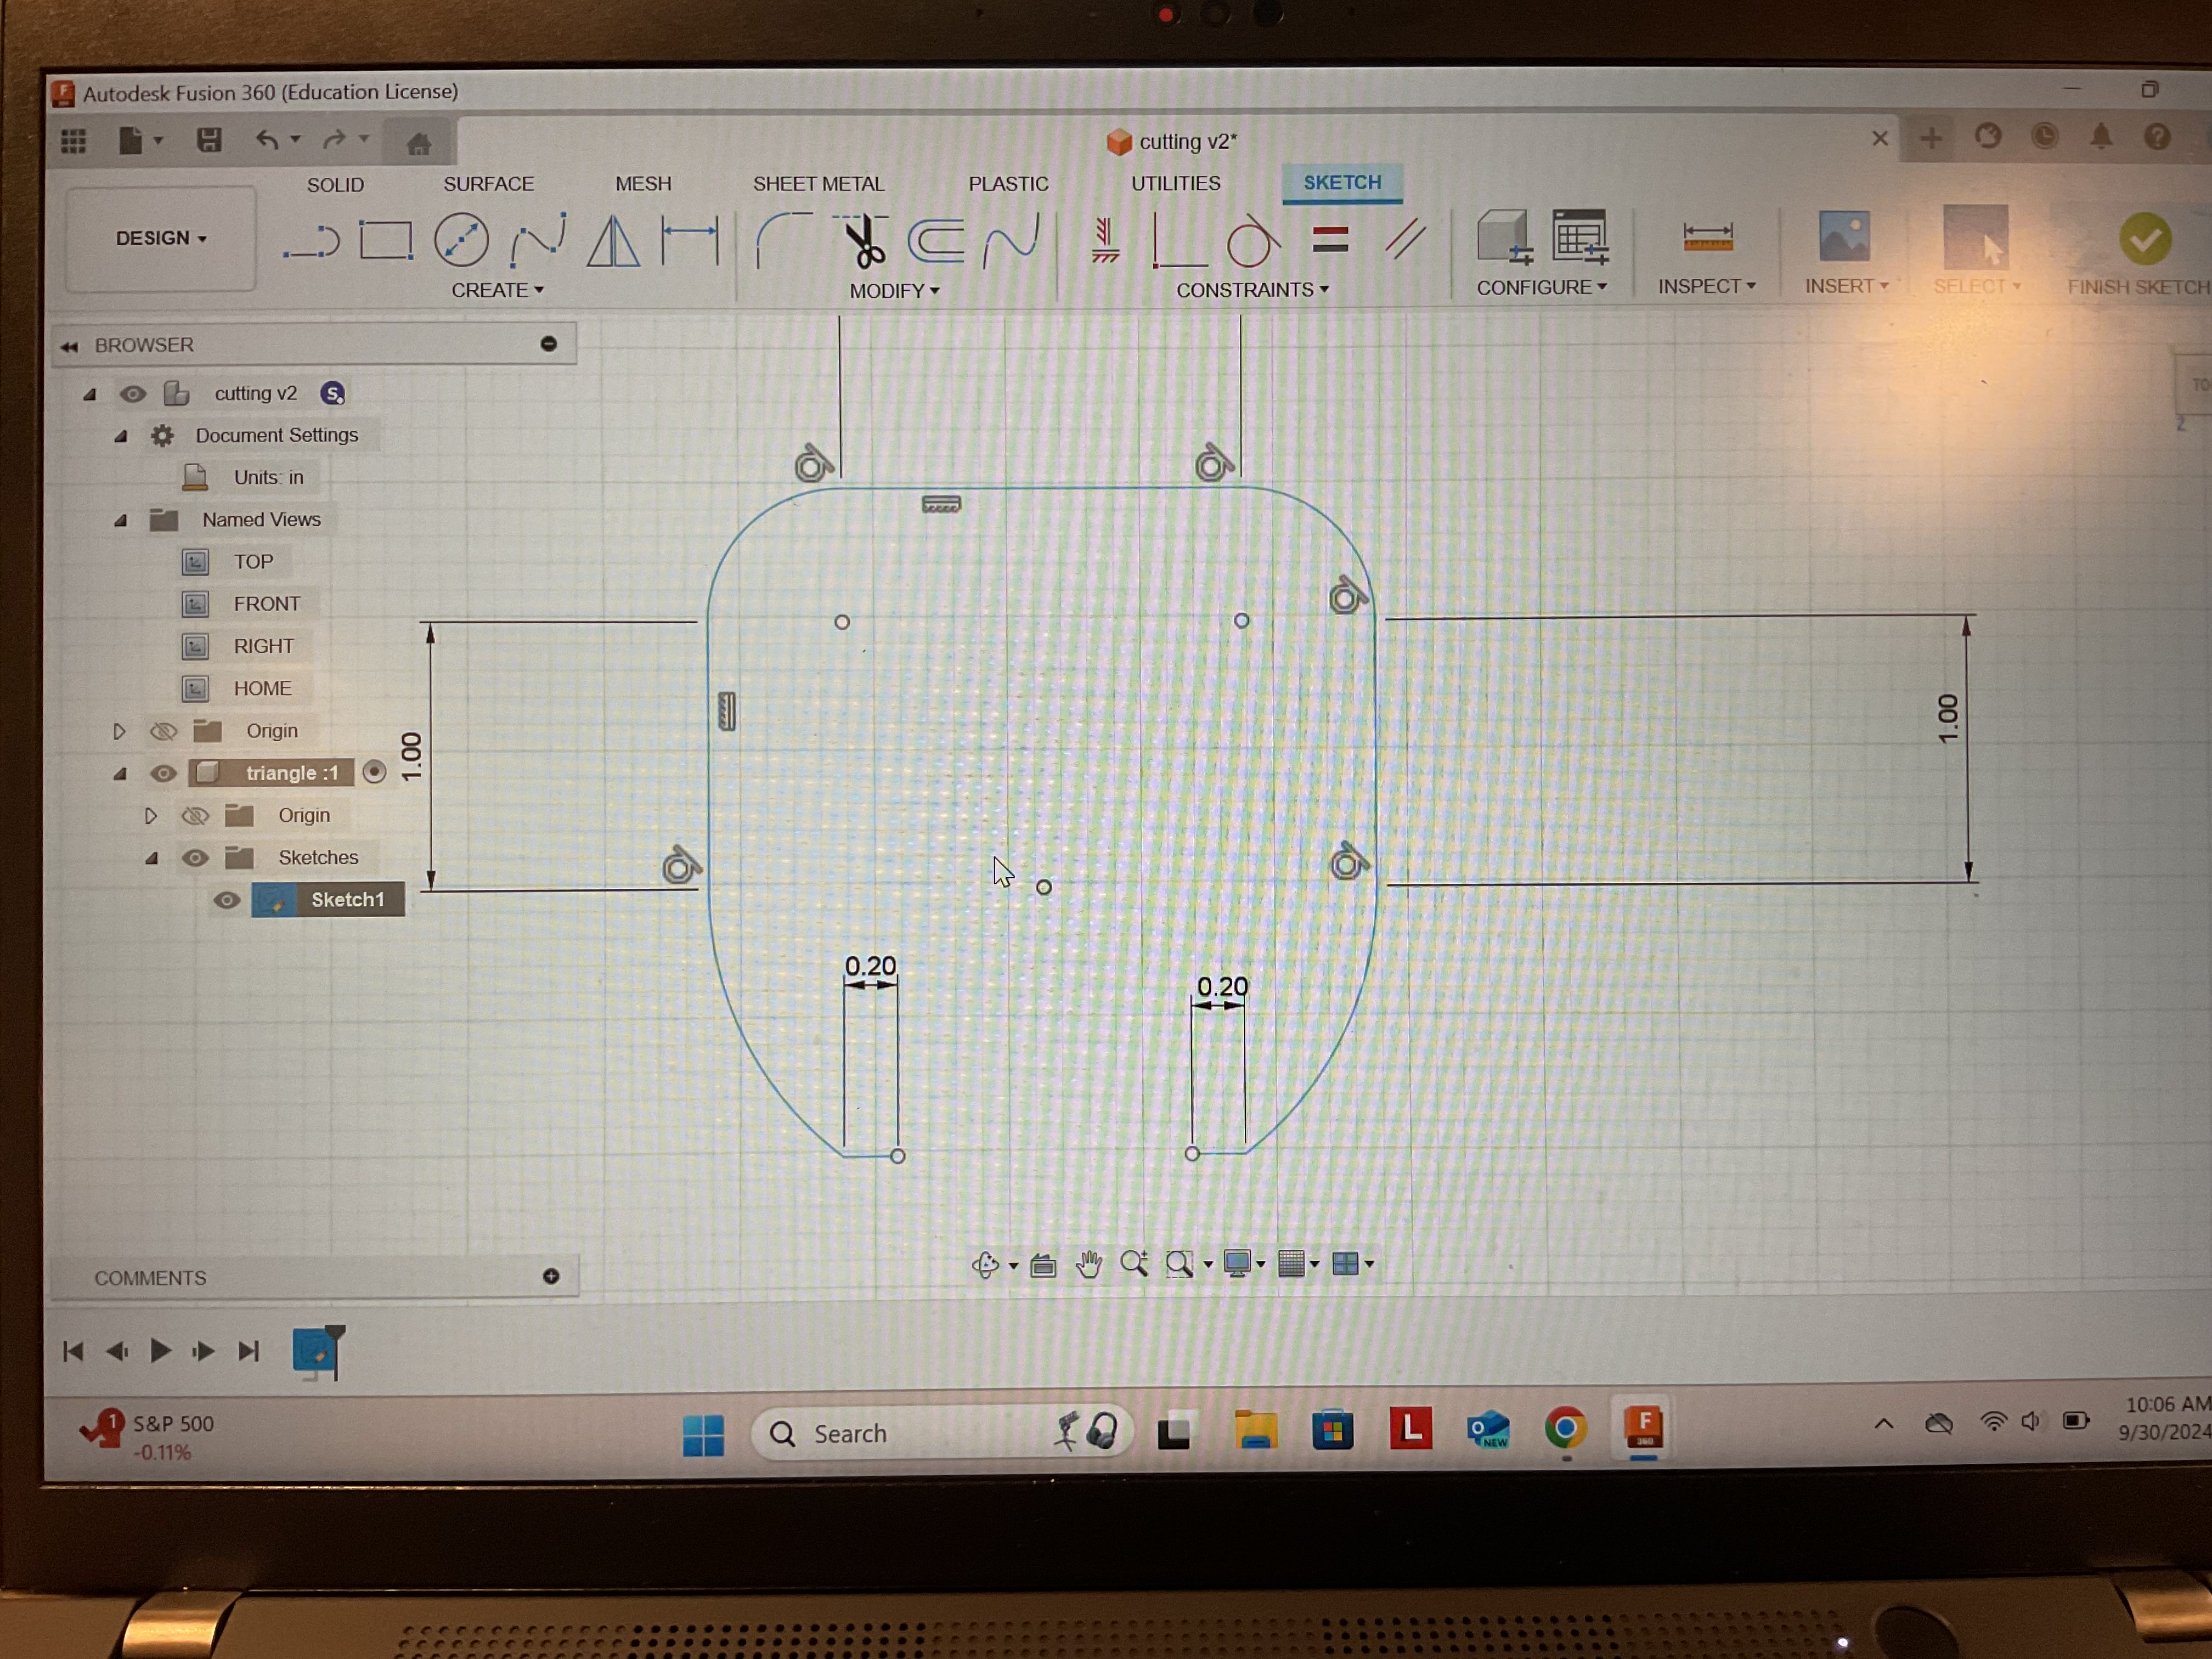 Autodesk Fusion 360 (Education License)
cutting v2*
SOLID SURFACE MESH SHEET METAL PLASTIC UTILITIES SKETCH
DESIGN
CREATE MODIFY CONSTRAINTS CONFIGURE INSPECT INSERT SELECT FINISH SKETCH
BROWSER
cutting v2 S
Document Settings
Units: in
Named Views
TOP
FRONT
RIGHT
HOME
Origin
triangle :1
Origin
Sketches
Sketch1
1.00
1.00
0.20
0.20
Z
COMMENTS
1 S&P 500
-0.11%
Search
L
NEW
F
360
10:06 AM
9/30/2024